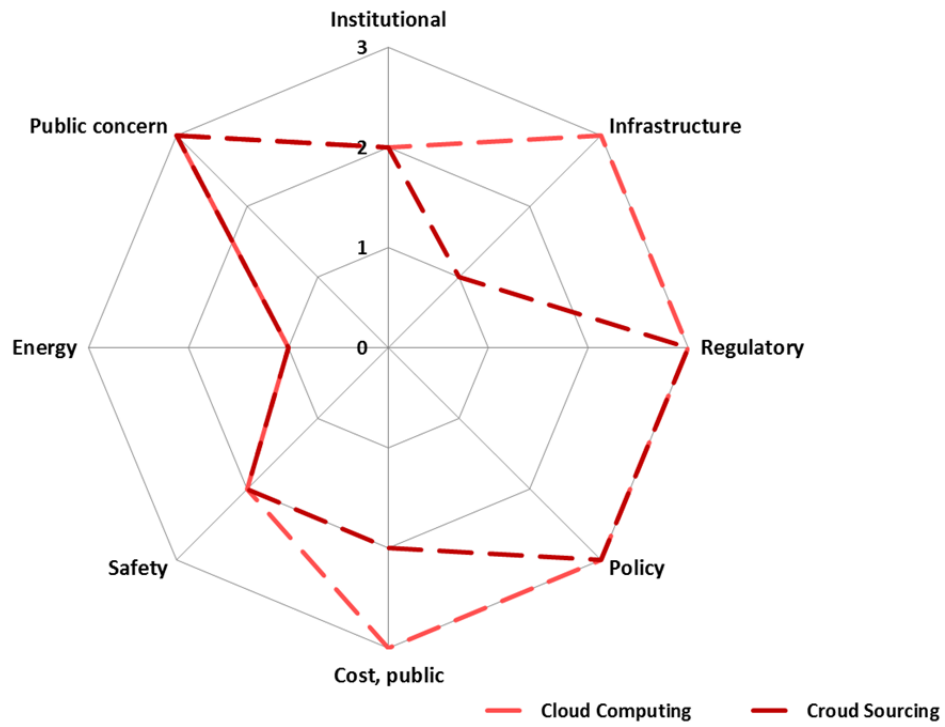 Institutional
3
Public concern
Infrastructure
2
1
Energy
0
Regulatory
Safety
Policy
Cost, public
Cloud Computing
Croud Sourcing